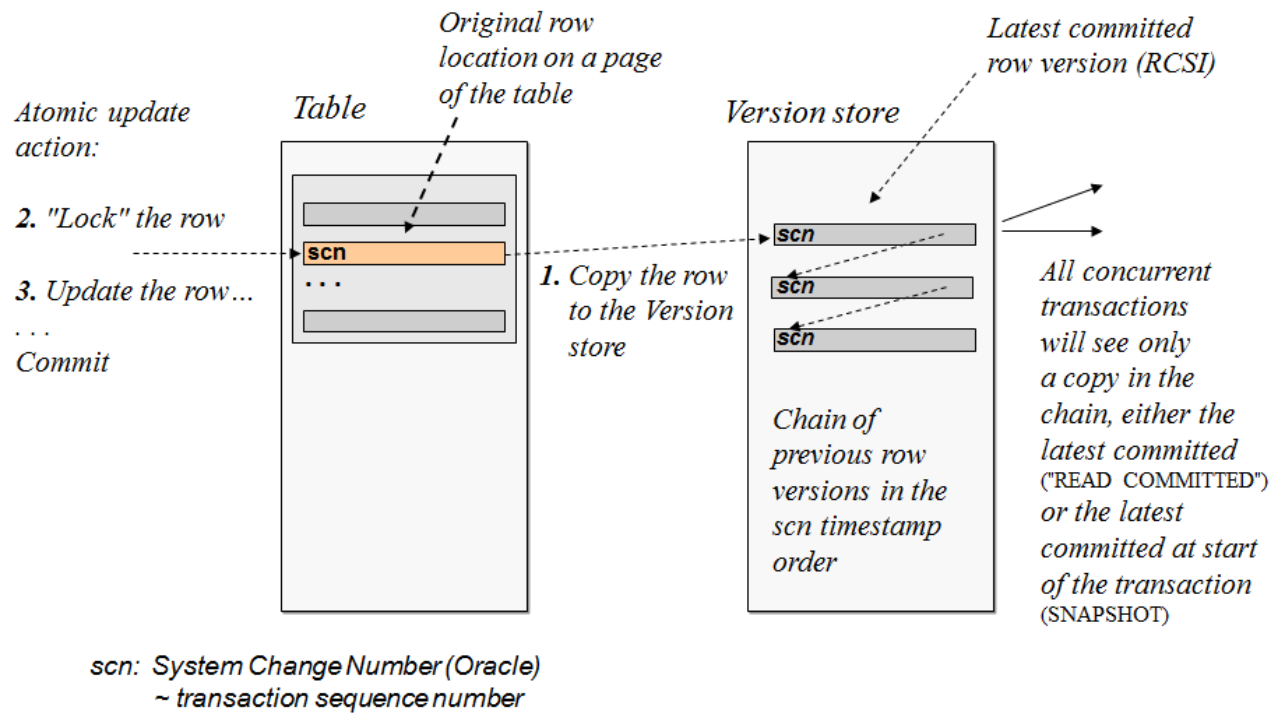 Original row
location on a page
of the table
Latest committed
row version (RCSI)
Atomic update
action:
Table
Version store
2. "Lock" the row
scn
1. Copy the row
to the Version
store
3. Update the row...
. . .
Commit
. . .
scn
scn
scn
Chain of
previous row
versions in the
scn timestamp
order
All concurrent
transactions
will see only
a copy in the
chain, either the
latest committed
("READ COMMITTED")
or the latest
committed at start
of the transaction
(SNAPSHOT)
scn: System Change Number (Oracle)
~ transaction sequence number